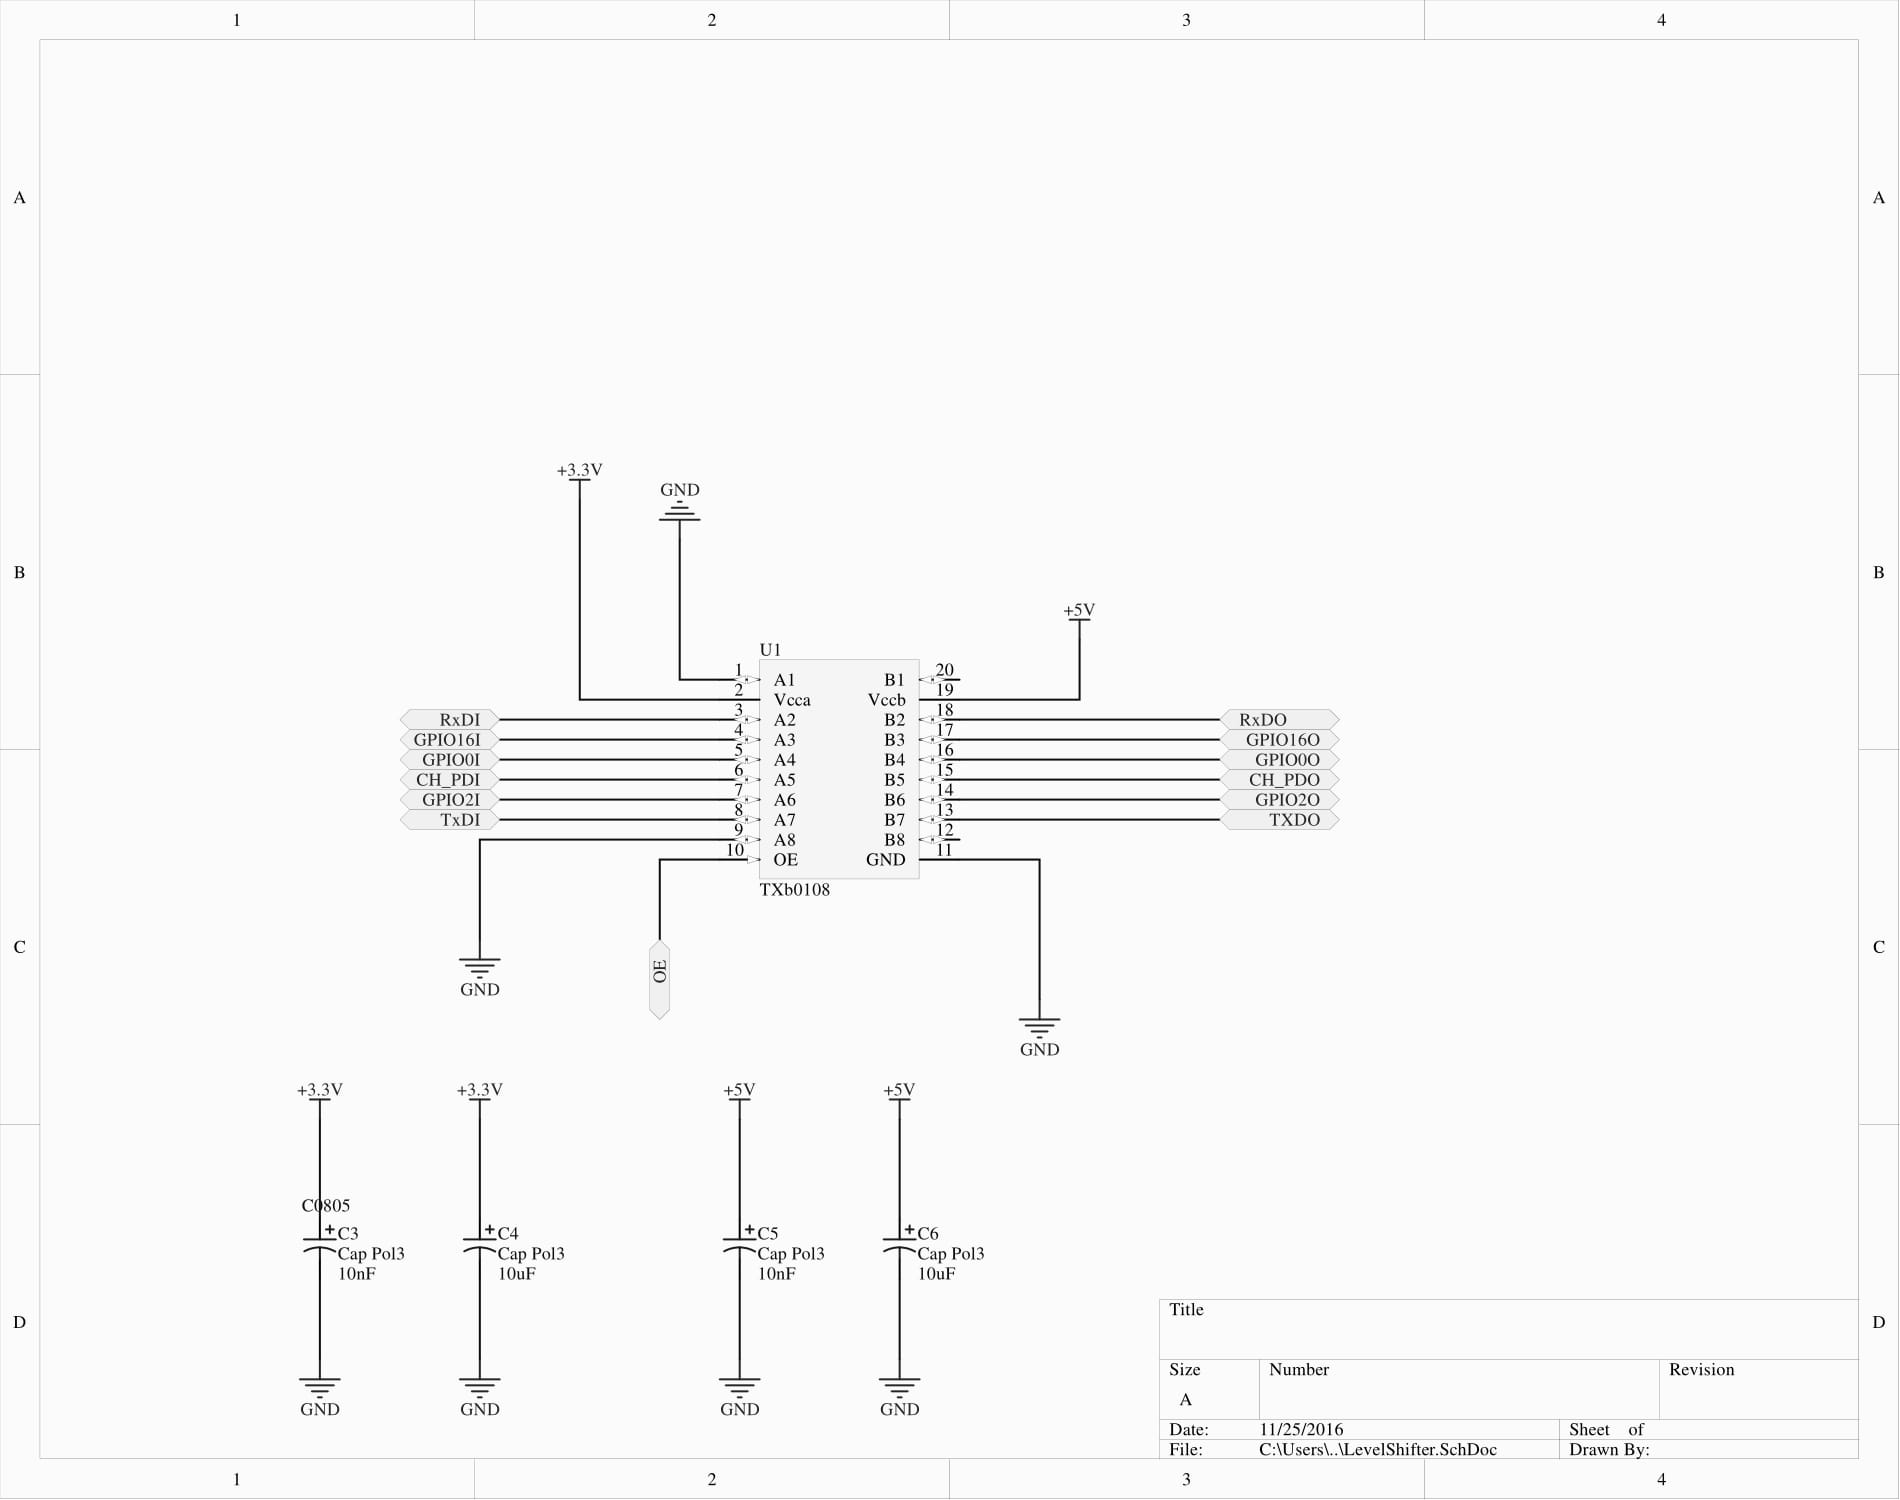 1 2 3 4
A A
B B
C C
D D
+3.3V
GND
+5V
U1
1 A1 B1 20
2 Vcca Vccb 19
RxDI 3 A2 B2 18 RxDO
GPIO16I 4 A3 B3 17 GPIO16O
GPIO0I 5 A4 B4 16 GPIO0O
CH_PDI 6 A5 B5 15 CH_PDO
GPIO2I 7 A6 B6 14 GPIO2O
TxDI 8 A7 B7 13 TXDO
9 A8 B8 12
10 OE GND 11
TXb0108
OE
GND
GND
+3.3V +3.3V +5V +5V
C0805
+ C3 + C4 + C5 + C6
Cap Pol3 Cap Pol3 Cap Pol3 Cap Pol3
10nF 10uF 10nF 10uF
GND GND GND GND
Title
Size Number Revision
A
Date: 11/25/2016 Sheet of
File: C:\Users\..\LevelShifter.SchDoc Drawn By:
1 2 3 4